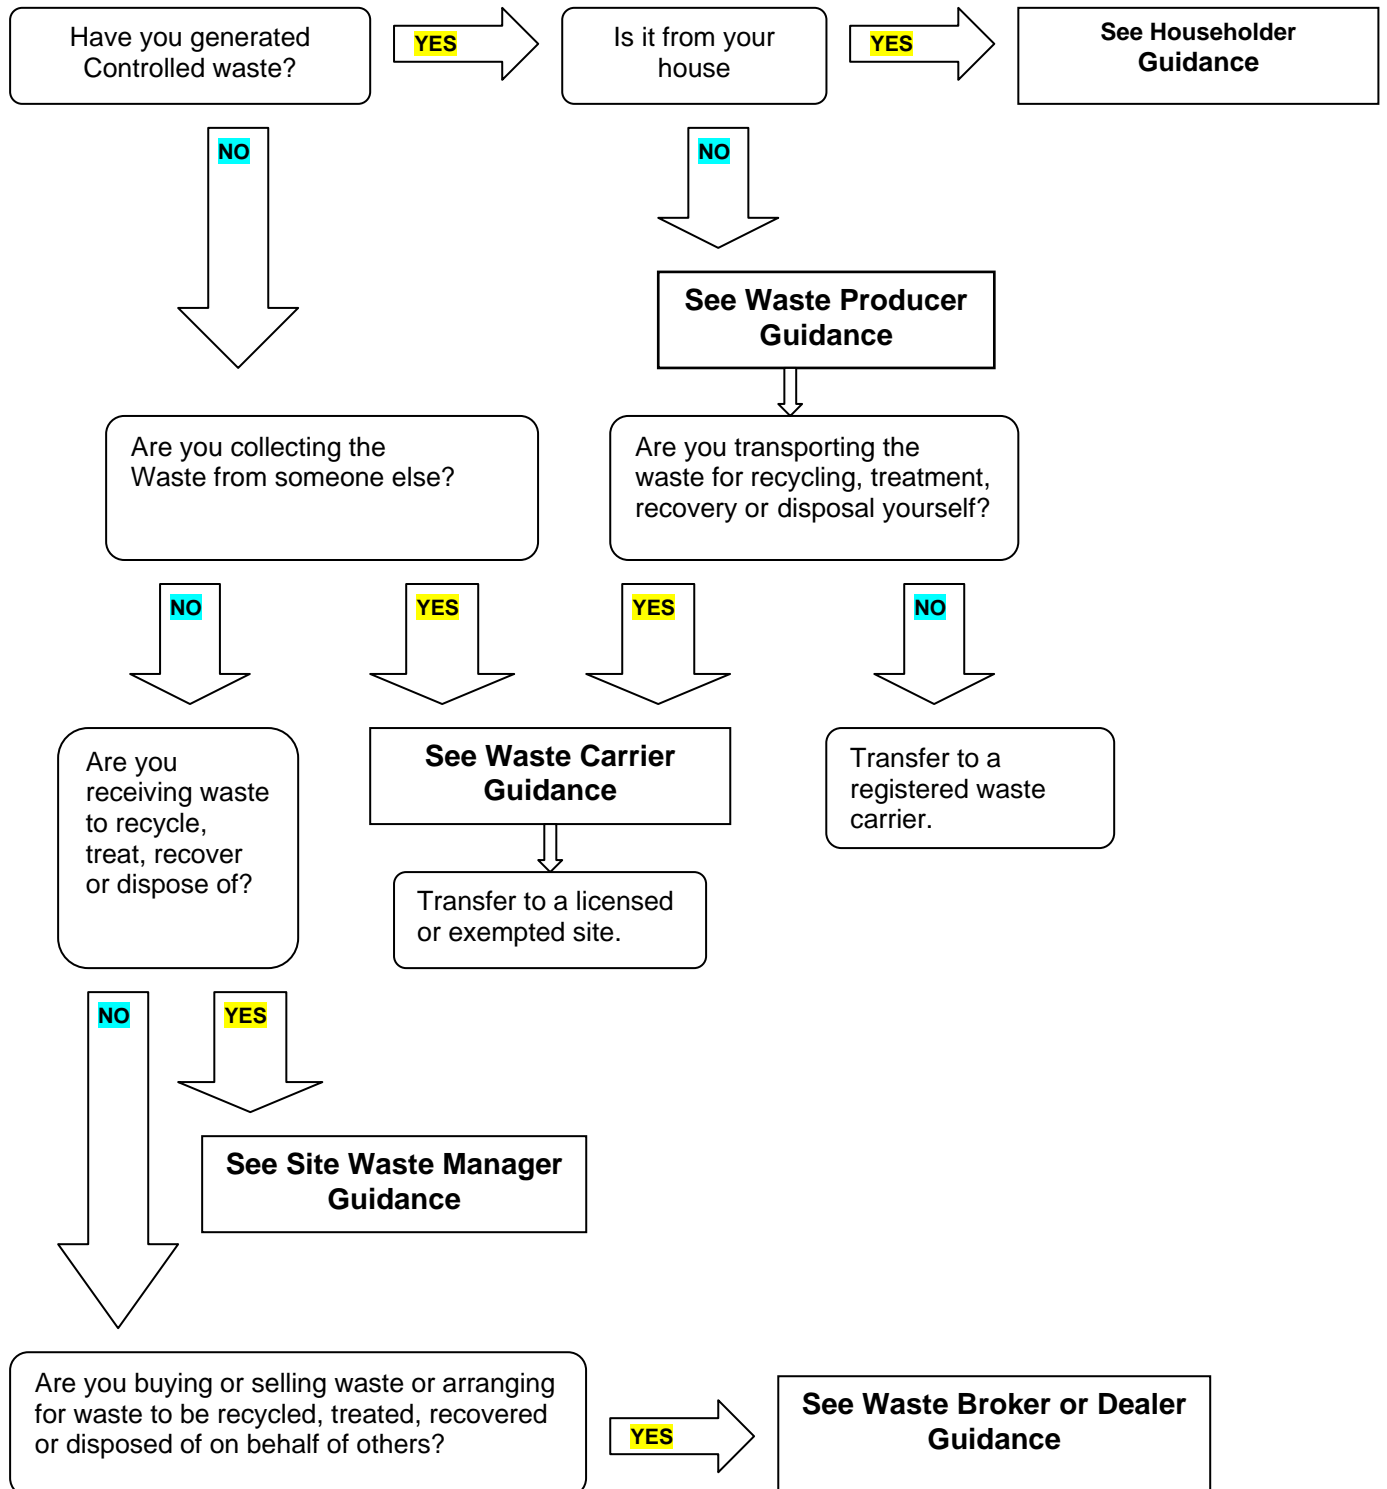 Have you generated
Controlled waste?
YES
Is it from your
house
YES
See Householder
Guidance
NO
NO
See Waste Producer
Guidance
Are you collecting the
Waste from someone else?
Are you transporting the
waste for recycling, treatment,
recovery or disposal yourself?
NO
YES
YES
NO
Are you
receiving waste
to recycle,
treat, recover
or dispose of?
See Waste Carrier
Guidance
Transfer to a
registered waste
carrier.
Transfer to a licensed
or exempted site.
NO
YES
See Site Waste Manager
Guidance
Are you buying or selling waste or arranging
for waste to be recycled, treated, recovered
or disposed of on behalf of others?
YES
See Waste Broker or Dealer
Guidance